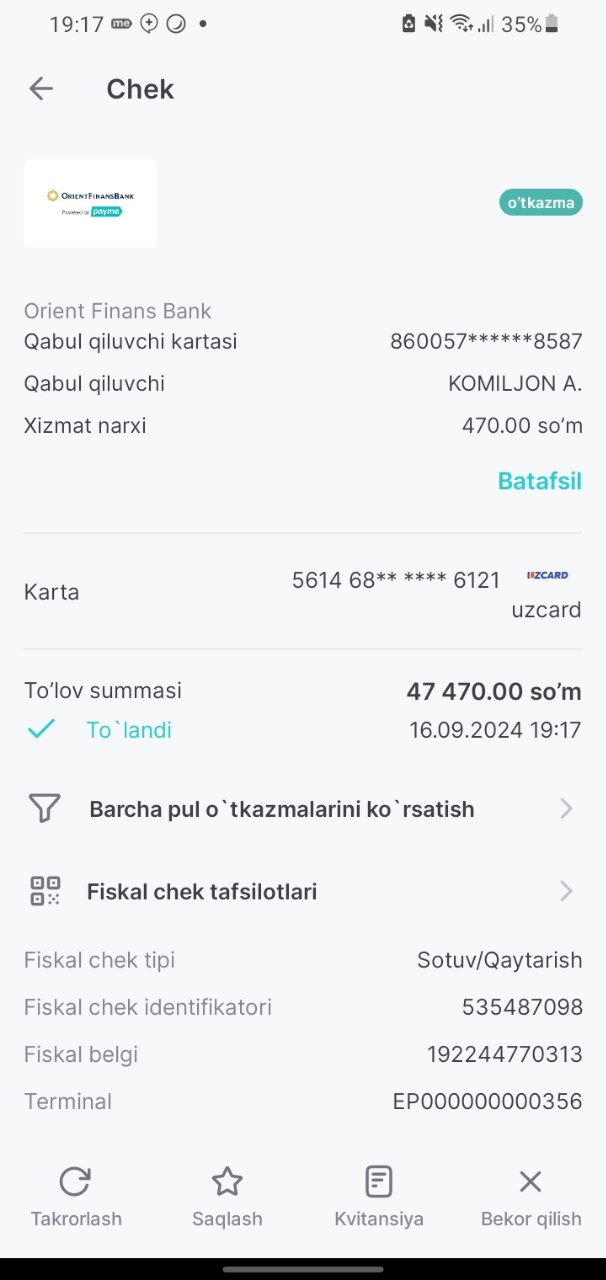 19:17 me 35%
Chek
ORIENTFINANSBANK
Powered by payme
o'tkazma
Orient Finans Bank
Qabul qiluvchi kartasi 860057******8587
Qabul qiluvchi KOMILJON A.
Xizmat narxi 470.00 so’m
Batafsil
Karta 5614 68** **** 6121 UZCARD
uzcard
To’lov summasi 47 470.00 so’m
To`landi 16.09.2024 19:17
Barcha pul o`tkazmalarini ko`rsatish
Fiskal chek tafsilotlari
Fiskal chek tipi Sotuv/Qaytarish
Fiskal chek identifikatori 535487098
Fiskal belgi 192244770313
Terminal EP000000000356
Takrorlash Saqlash Kvitansiya Bekor qilish